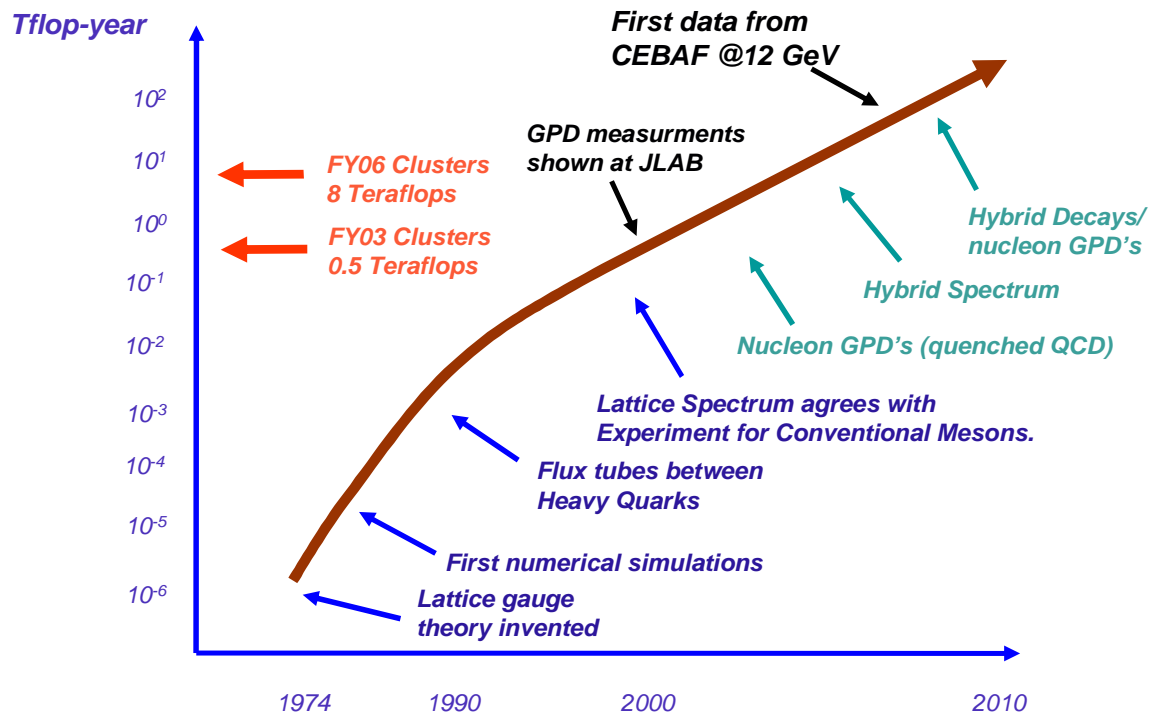 Tflop-year
First data from
CEBAF @12 GeV
10²
GPD measurments
shown at JLAB
10¹
FY06 Clusters
8 Teraflops
10⁰
Hybrid Decays/
nucleon GPD's
FY03 Clusters
0.5 Teraflops
10⁻¹
Hybrid Spectrum
10⁻²
Nucleon GPD's (quenched QCD)
10⁻³
Lattice Spectrum agrees with
Experiment for Conventional Mesons.
10⁻⁴
Flux tubes between
Heavy Quarks
10⁻⁵
First numerical simulations
10⁻⁶
Lattice gauge
theory invented
1974 1990 2000 2010